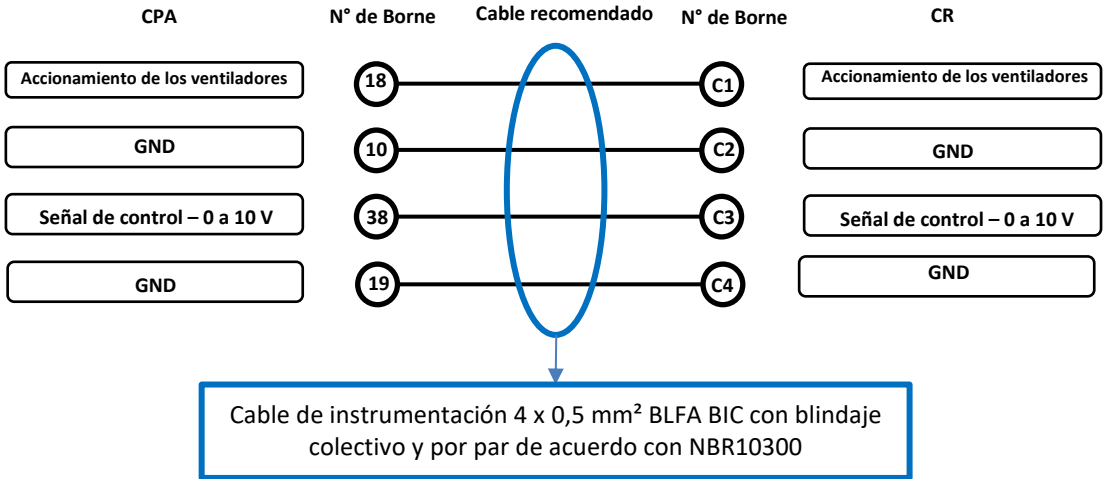 CPA N° de Borne Cable recomendado N° de Borne CR
Accionamiento de los ventiladores 18 C1 Accionamiento de los ventiladores
GND 10 C2 GND
Señal de control – 0 a 10 V 38 C3 Señal de control – 0 a 10 V
GND 19 C4 GND
Cable de instrumentación 4 x 0,5 mm² BLFA BIC con blindaje
colectivo y por par de acuerdo con NBR10300